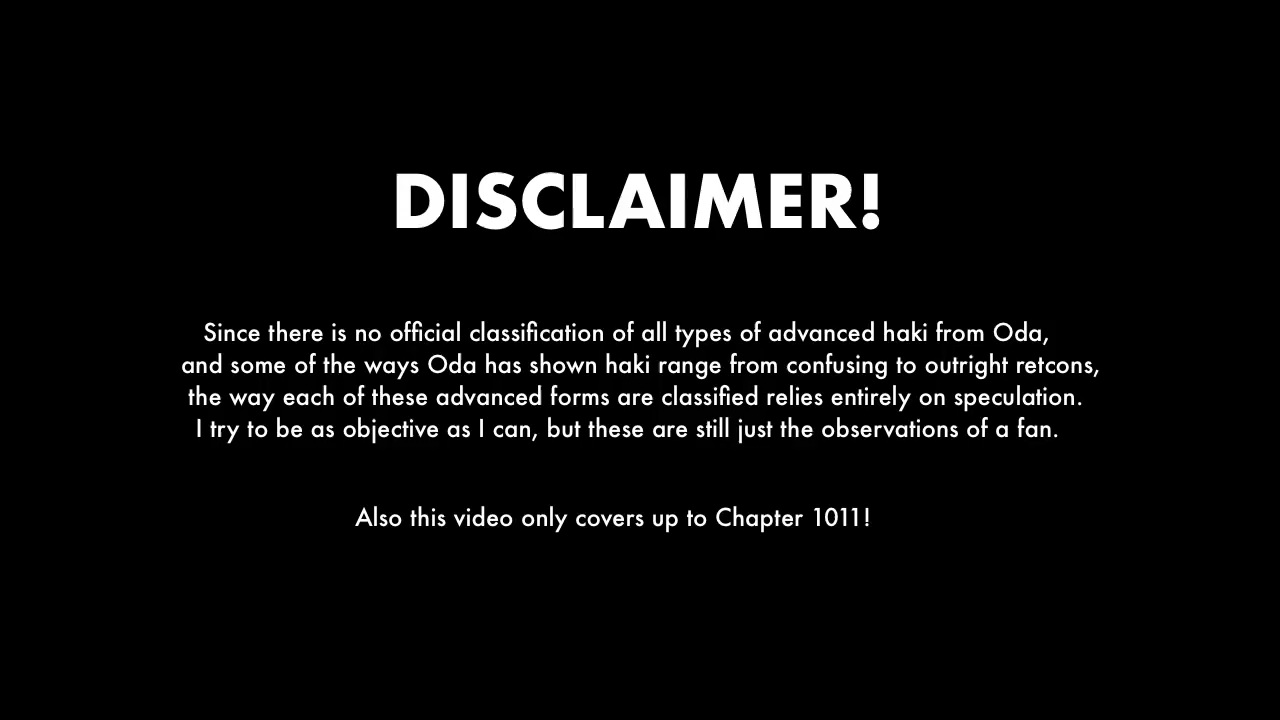 DISCLAIMER!
Since there is no official classification of all types of advanced haki from Oda,
and some of the ways Oda has shown haki range from confusing to outright retcons,
the way each of these advanced forms are classified relies entirely on speculation.
I try to be as objective as I can, but these are still just the observations of a fan.
Also this video only covers up to Chapter 1011!